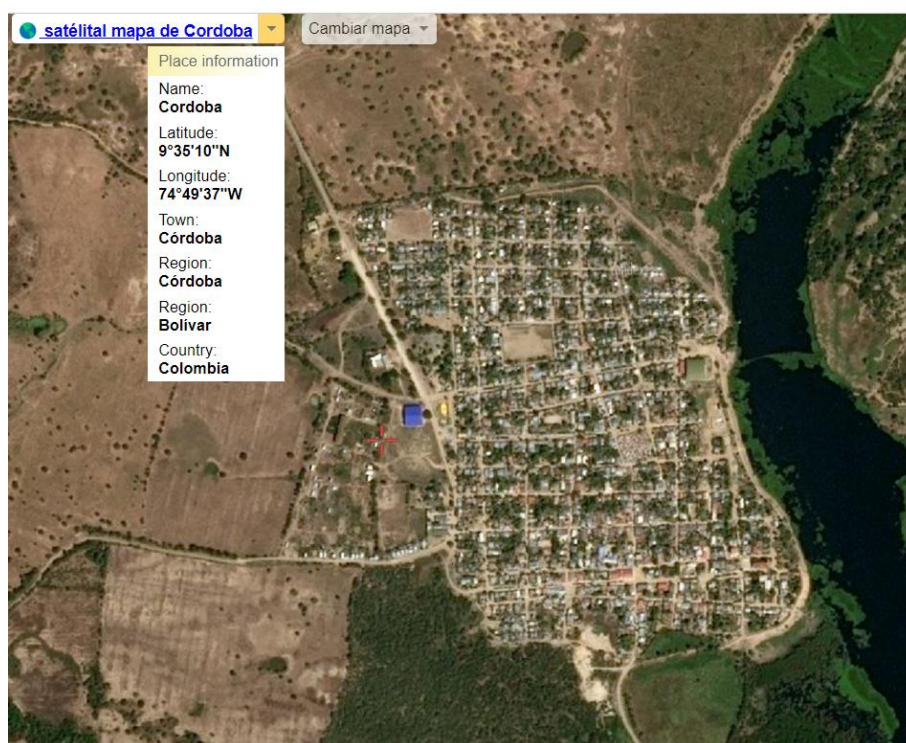 satélital mapa de Cordoba
Cambiar mapa
Place information
Name:
Cordoba
Latitude:
9°35'10"N
Longitude:
74°49'37"W
Town:
Córdoba
Region:
Córdoba
Region:
Bolívar
Country:
Colombia